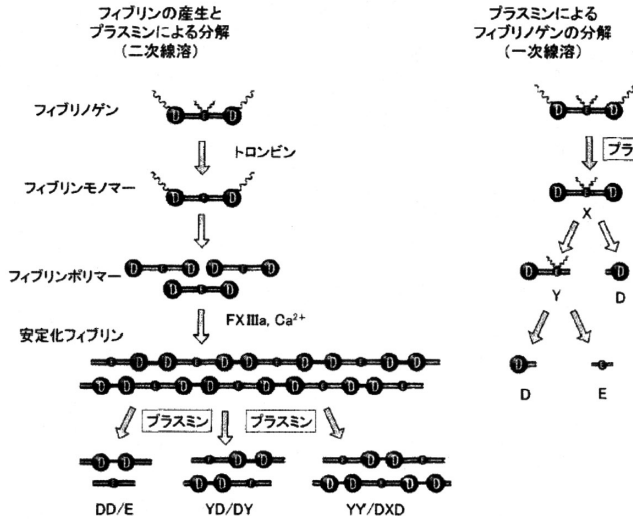 フィブリンの産生と
プラスミンによる分解
(二次線溶)
フィブリノゲン
D E D
トロンビン
フィブリンモノマー
D E D
フィブリンポリマー
D E D D E D
D E D
FXⅢa, Ca²⁺
安定化フィブリン
プラスミン
プラスミン
DD/E
YD/DY
YY/DXD
プラスミンによる
フィブリノゲンの分解
(一次線溶)
D E D
プラ
D E D
X
Y
D
D
E